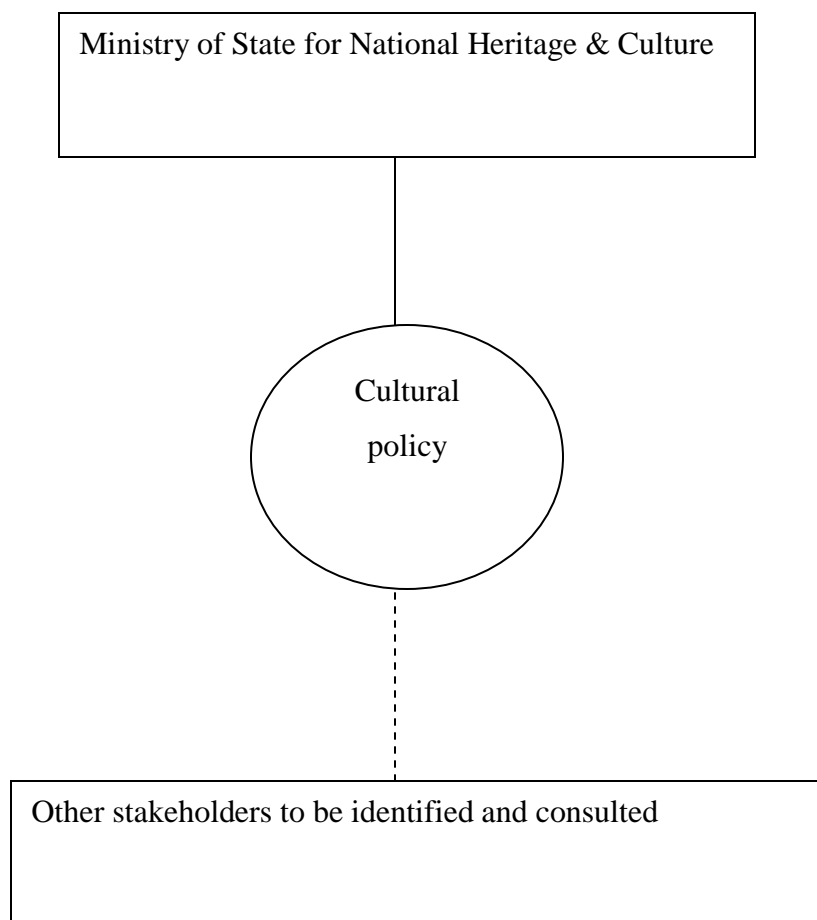 Ministry of State for National Heritage & Culture
Cultural
policy
Other stakeholders to be identified and consulted